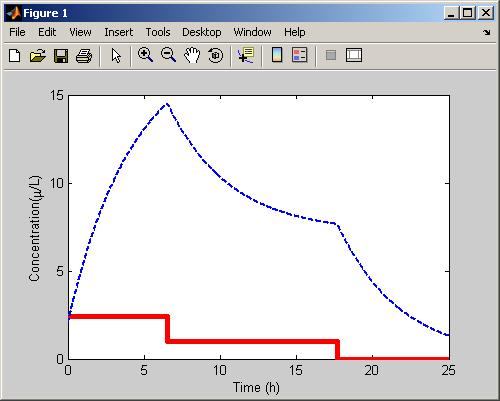 Figure 1
File Edit View Insert Tools Desktop Window Help
15
10
5
0
Concentration(μ/L)
0 5 10 15 20 25
Time (h)